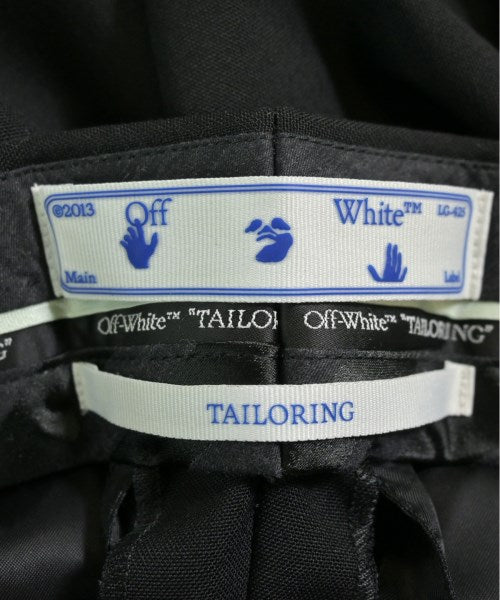 ©2013 Off White™ LG-425
Main Label
Off-White™ "TAILOR Off-White™ "TAILORING"
G"
TAILORING